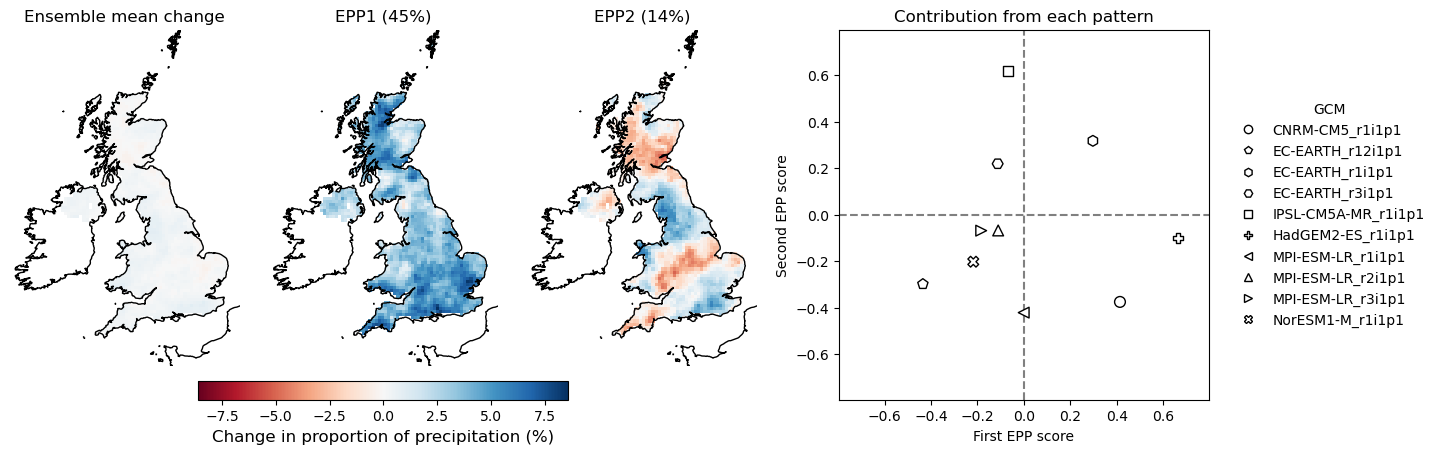 Ensemble mean change
EPP1 (45%)
EPP2 (14%)
Contribution from each pattern
−7.5 −5.0 −2.5 0.0 2.5 5.0 7.5
Change in proportion of precipitation (%)
Second EPP score
0.6
0.4
0.2
0.0
−0.2
−0.4
−0.6
−0.6 −0.4 −0.2 0.0 0.2 0.4 0.6
First EPP score
GCM
CNRM-CM5_r1i1p1
EC-EARTH_r12i1p1
EC-EARTH_r1i1p1
EC-EARTH_r3i1p1
IPSL-CM5A-MR_r1i1p1
HadGEM2-ES_r1i1p1
MPI-ESM-LR_r1i1p1
MPI-ESM-LR_r2i1p1
MPI-ESM-LR_r3i1p1
NorESM1-M_r1i1p1